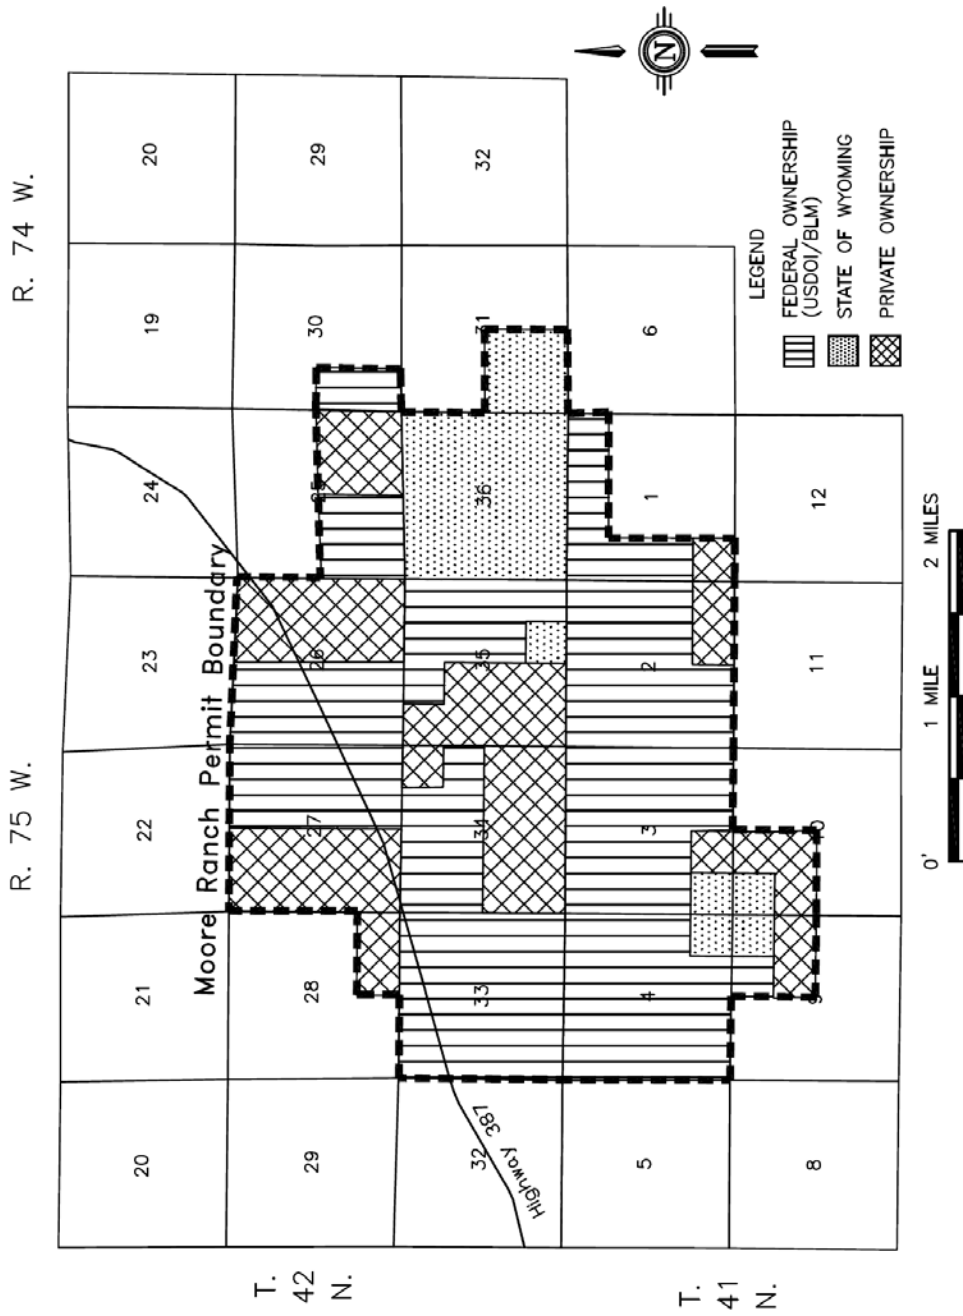 R. 75 W.
R. 74 W.
20 21 22 23 24 19 20
Moore Ranch Permit Boundary
T.
42
N.
29 28 27 26 25 30 29
32 33 34 35 36 31 32
Highway 387
T.
41
N.
5 4 3 2 1 6
8 9 10 11 12
N
LEGEND
FEDERAL OWNERSHIP
(USDOI/BLM)
STATE OF WYOMING
PRIVATE OWNERSHIP
0' 1 MILE 2 MILES